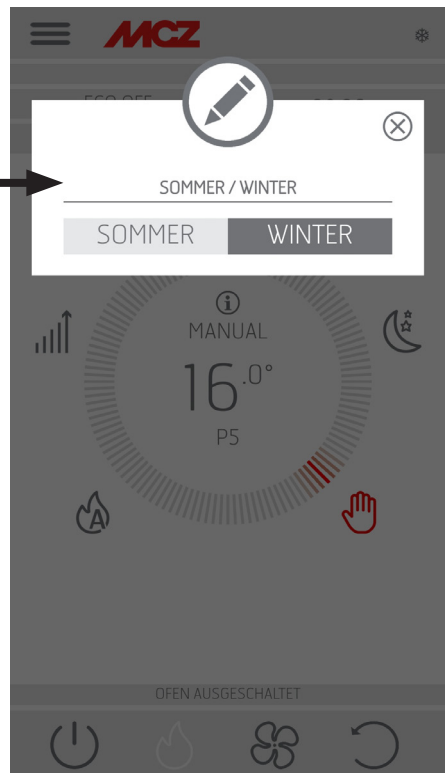 MCZ
SOMMER / WINTER
SOMMER WINTER
MANUAL
16.0°
P5
A
OFEN AUSGESCHALTET